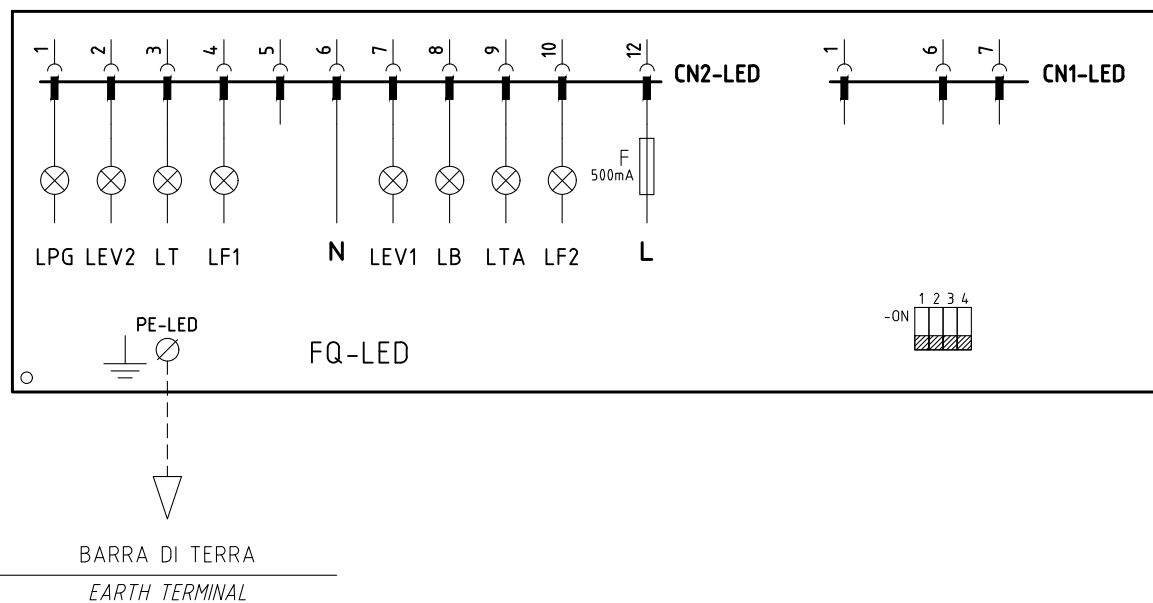 1 2 3 4 5 6 7 8 9 10 12 CN2-LED
1 6 7 CN1-LED
F
500mA
LPG LEV2 LT LF1 N LEV1 LB LTA LF2 L
1 2 3 4
-ON
PE-LED
FQ-LED
BARRA DI TERRA
EARTH TERMINAL